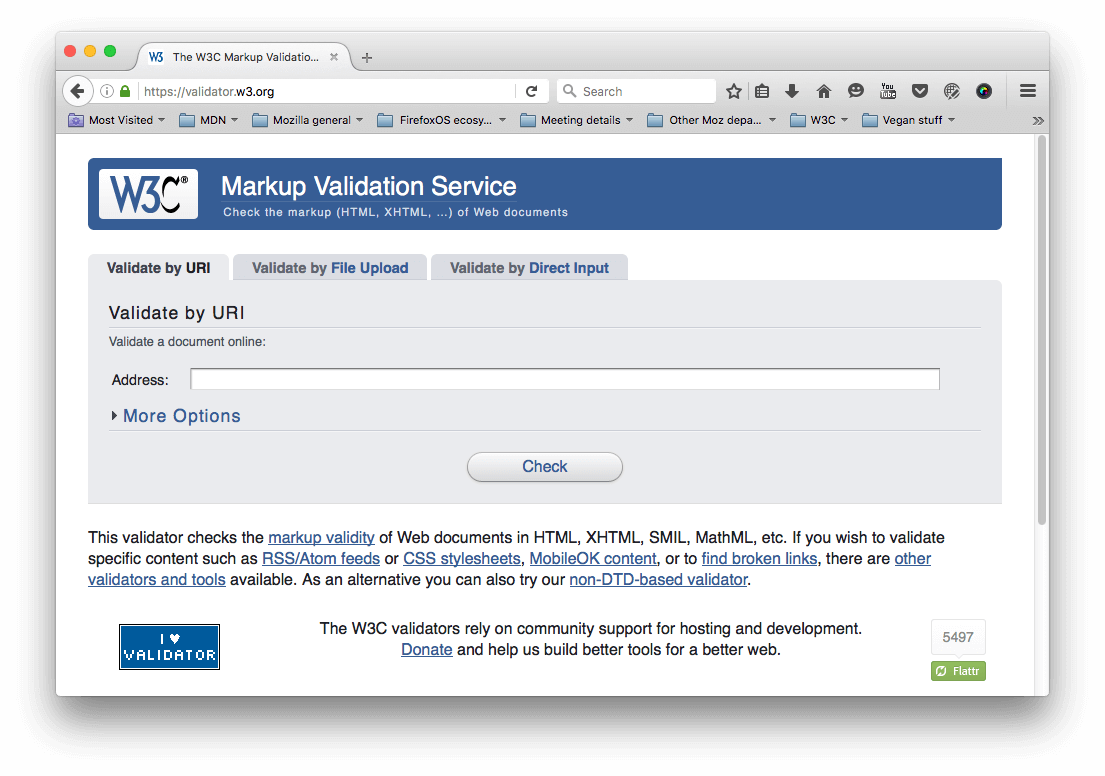 W3 The W3C Markup Validatio...
https://validator.w3.org
Search
You Tube
Most Visited MDN Mozilla general FirefoxOS ecosy... Meeting details Other Moz depa... W3C Vegan stuff
W3C® Markup Validation Service
Check the markup (HTML, XHTML, …) of Web documents
Validate by URI Validate by File Upload Validate by Direct Input
Validate by URI
Validate a document online:
Address:
More Options
Check
This validator checks the markup validity of Web documents in HTML, XHTML, SMIL, MathML, etc. If you wish to validate
specific content such as RSS/Atom feeds or CSS stylesheets, MobileOK content, or to find broken links, there are other
validators and tools available. As an alternative you can also try our non-DTD-based validator.
I ♥
VALIDATOR
The W3C validators rely on community support for hosting and development.
Donate and help us build better tools for a better web.
5497
Flattr